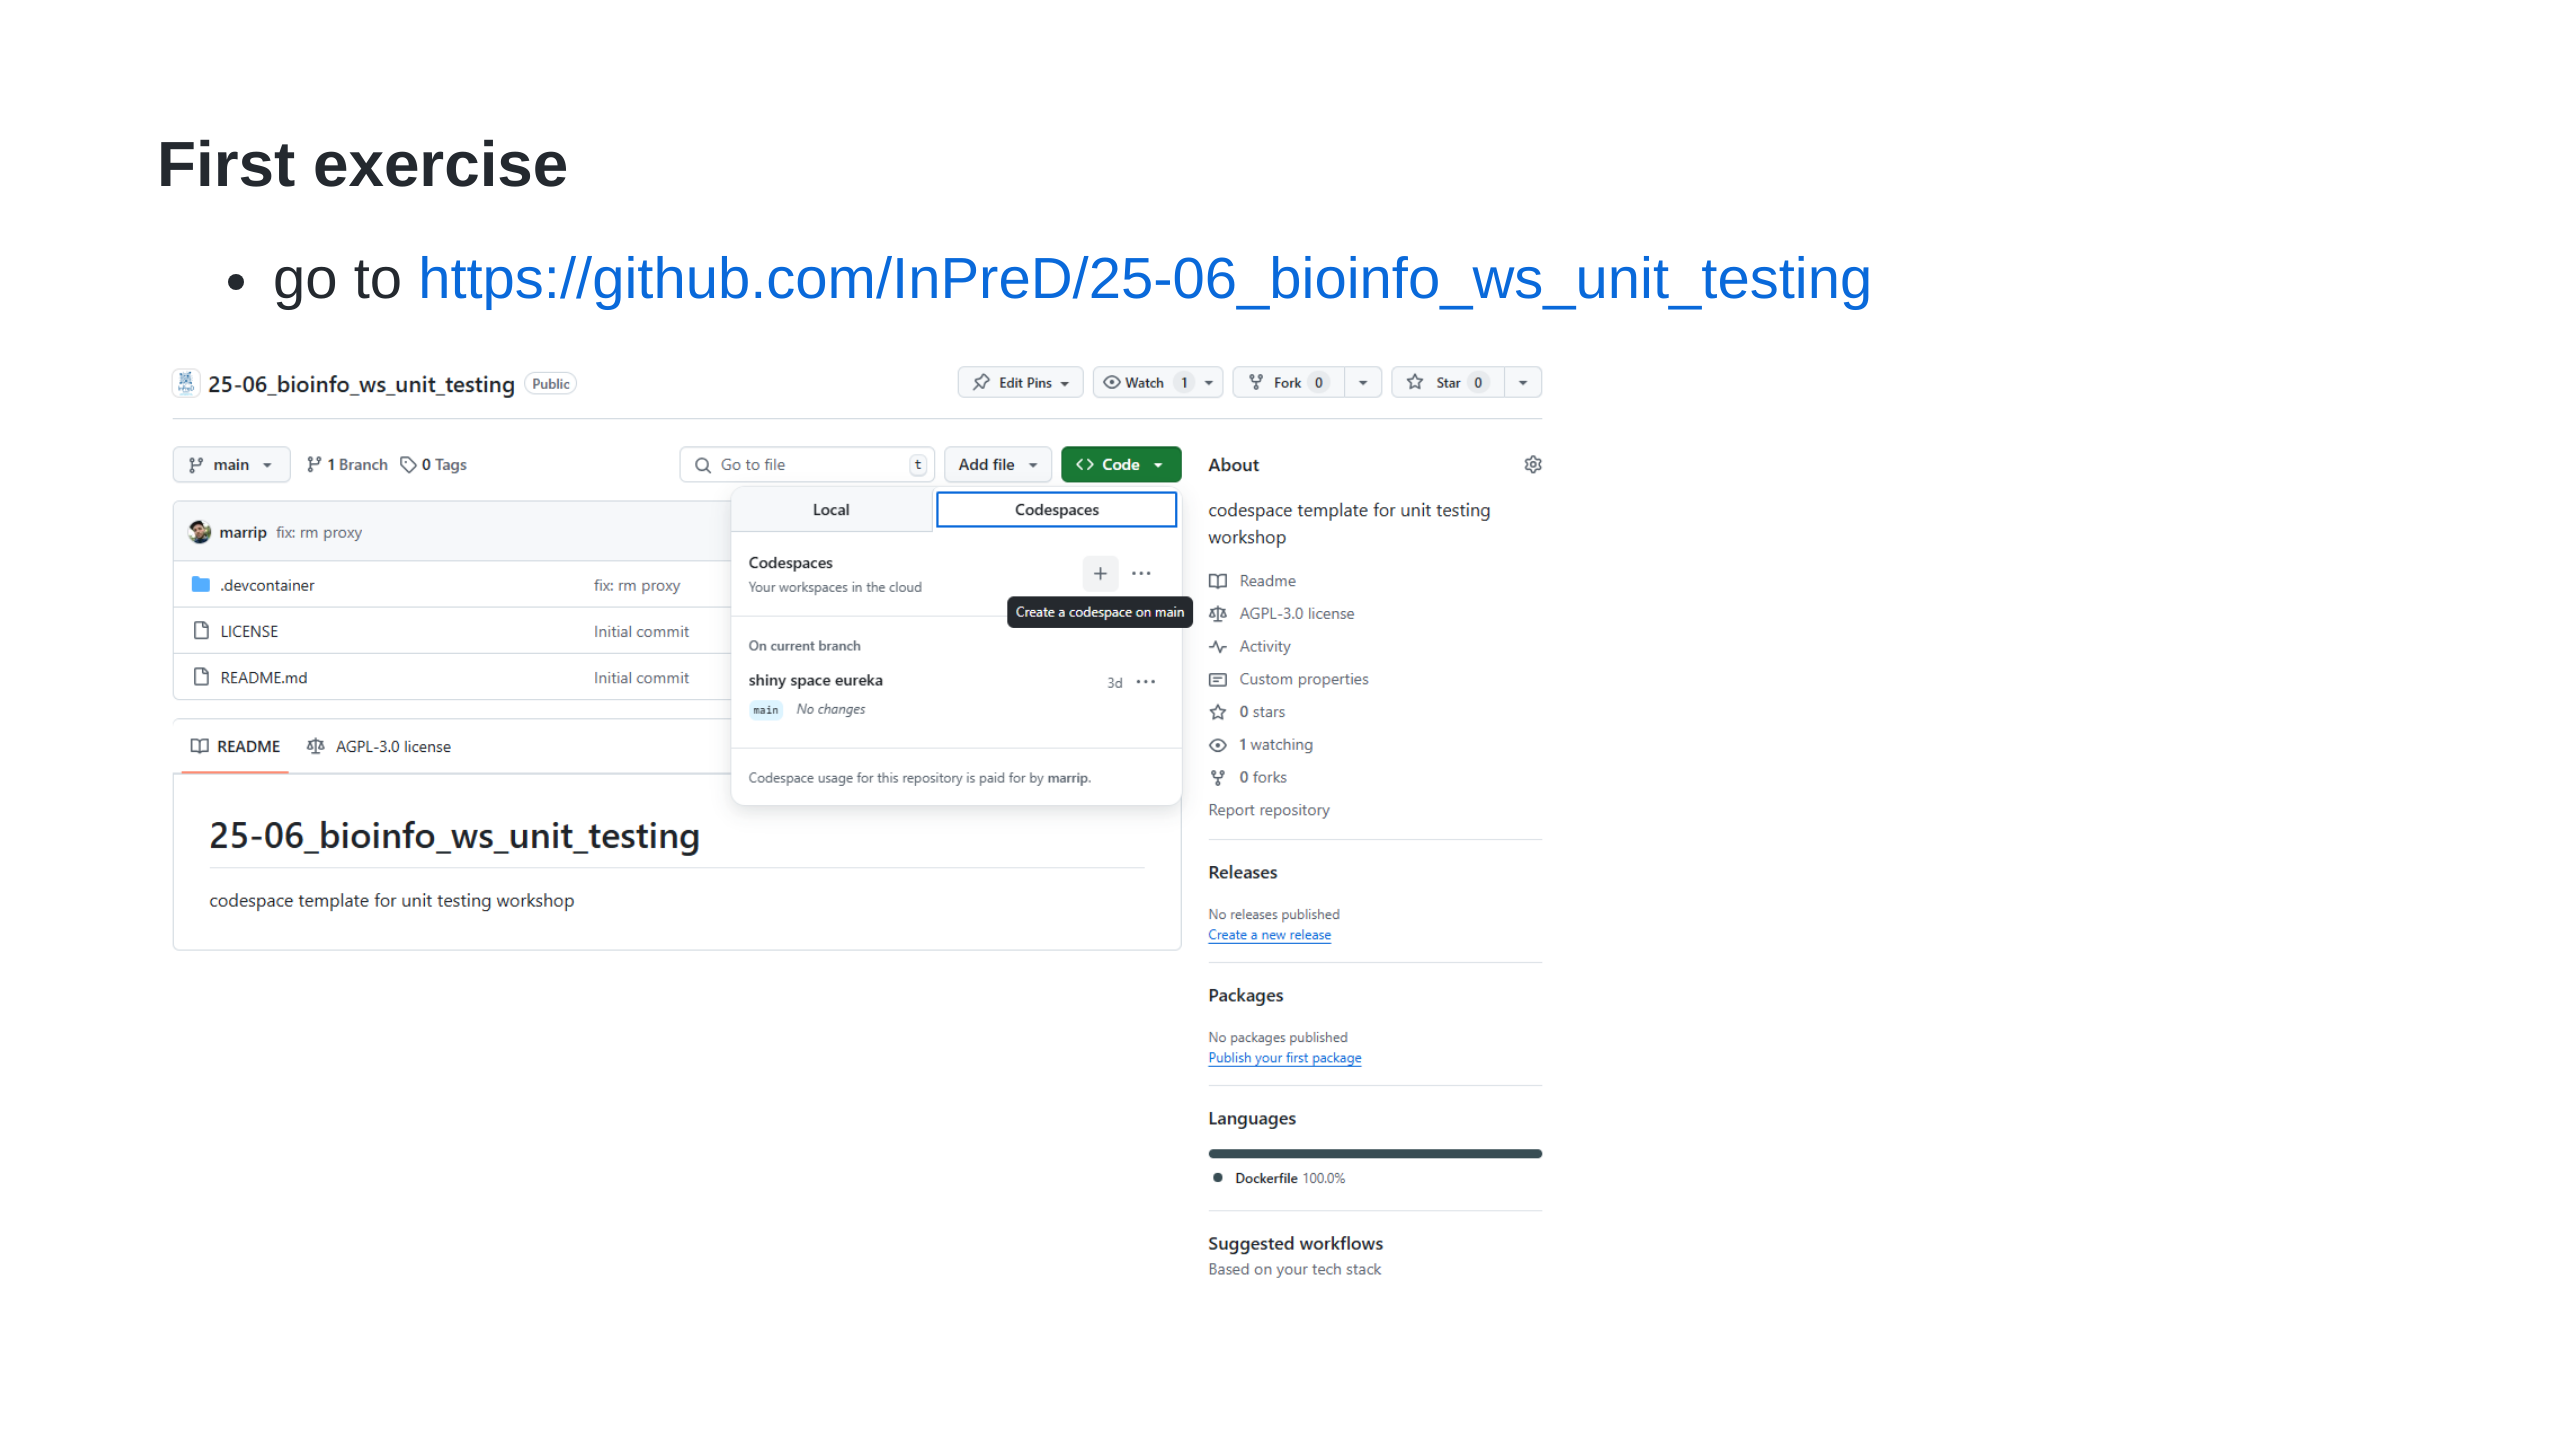 First exercise
• go to https://github.com/InPreD/25-06_bioinfo_ws_unit_testing
25-06_bioinfo_ws_unit_testing Public
Edit Pins Watch 1 Fork 0 Star 0
main 1 Branch 0 Tags
Go to file t Add file Code
Local Codespaces
marrip fix: rm proxy
.devcontainer fix: rm proxy
LICENSE Initial commit
README.md Initial commit
Codespaces
Your workspaces in the cloud
Create a codespace on main
On current branch
shiny space eureka 3d
main No changes
Codespace usage for this repository is paid for by marrip.
README AGPL-3.0 license
25-06_bioinfo_ws_unit_testing
codespace template for unit testing workshop
About
codespace template for unit testing
workshop
Readme
AGPL-3.0 license
Activity
Custom properties
0 stars
1 watching
0 forks
Report repository
Releases
No releases published
Create a new release
Packages
No packages published
Publish your first package
Languages
Dockerfile 100.0%
Suggested workflows
Based on your tech stack